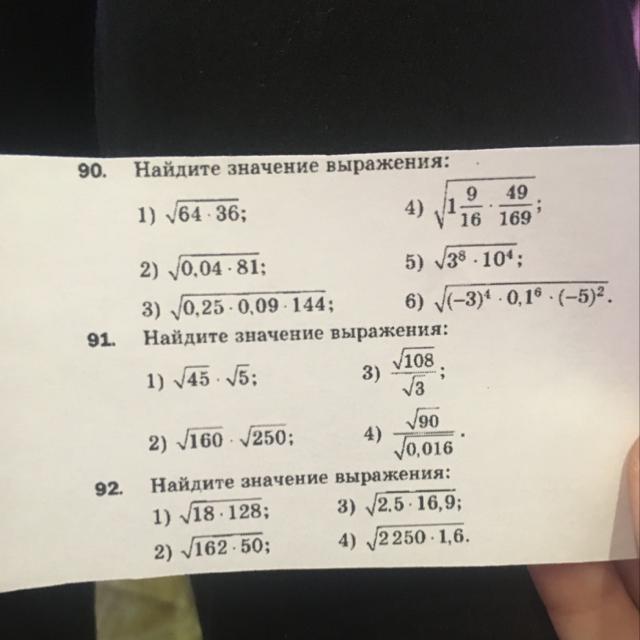 90. Найдите значение выражения:
1) √64 · 36; 4) √1 9/16 · 49/169;
2) √0,04 · 81; 5) √3⁸ · 10⁴;
3) √0,25 · 0,09 · 144; 6) √(−3)⁴ · 0,1⁶ · (−5)².
91. Найдите значение выражения:
1) √45 · √5; 3) √108/√3;
2) √160 · √250; 4) √90/√0,016.
92. Найдите значение выражения:
1) √18 · 128; 3) √2,5 · 16,9;
2) √162 · 50; 4) √2 250 · 1,6.